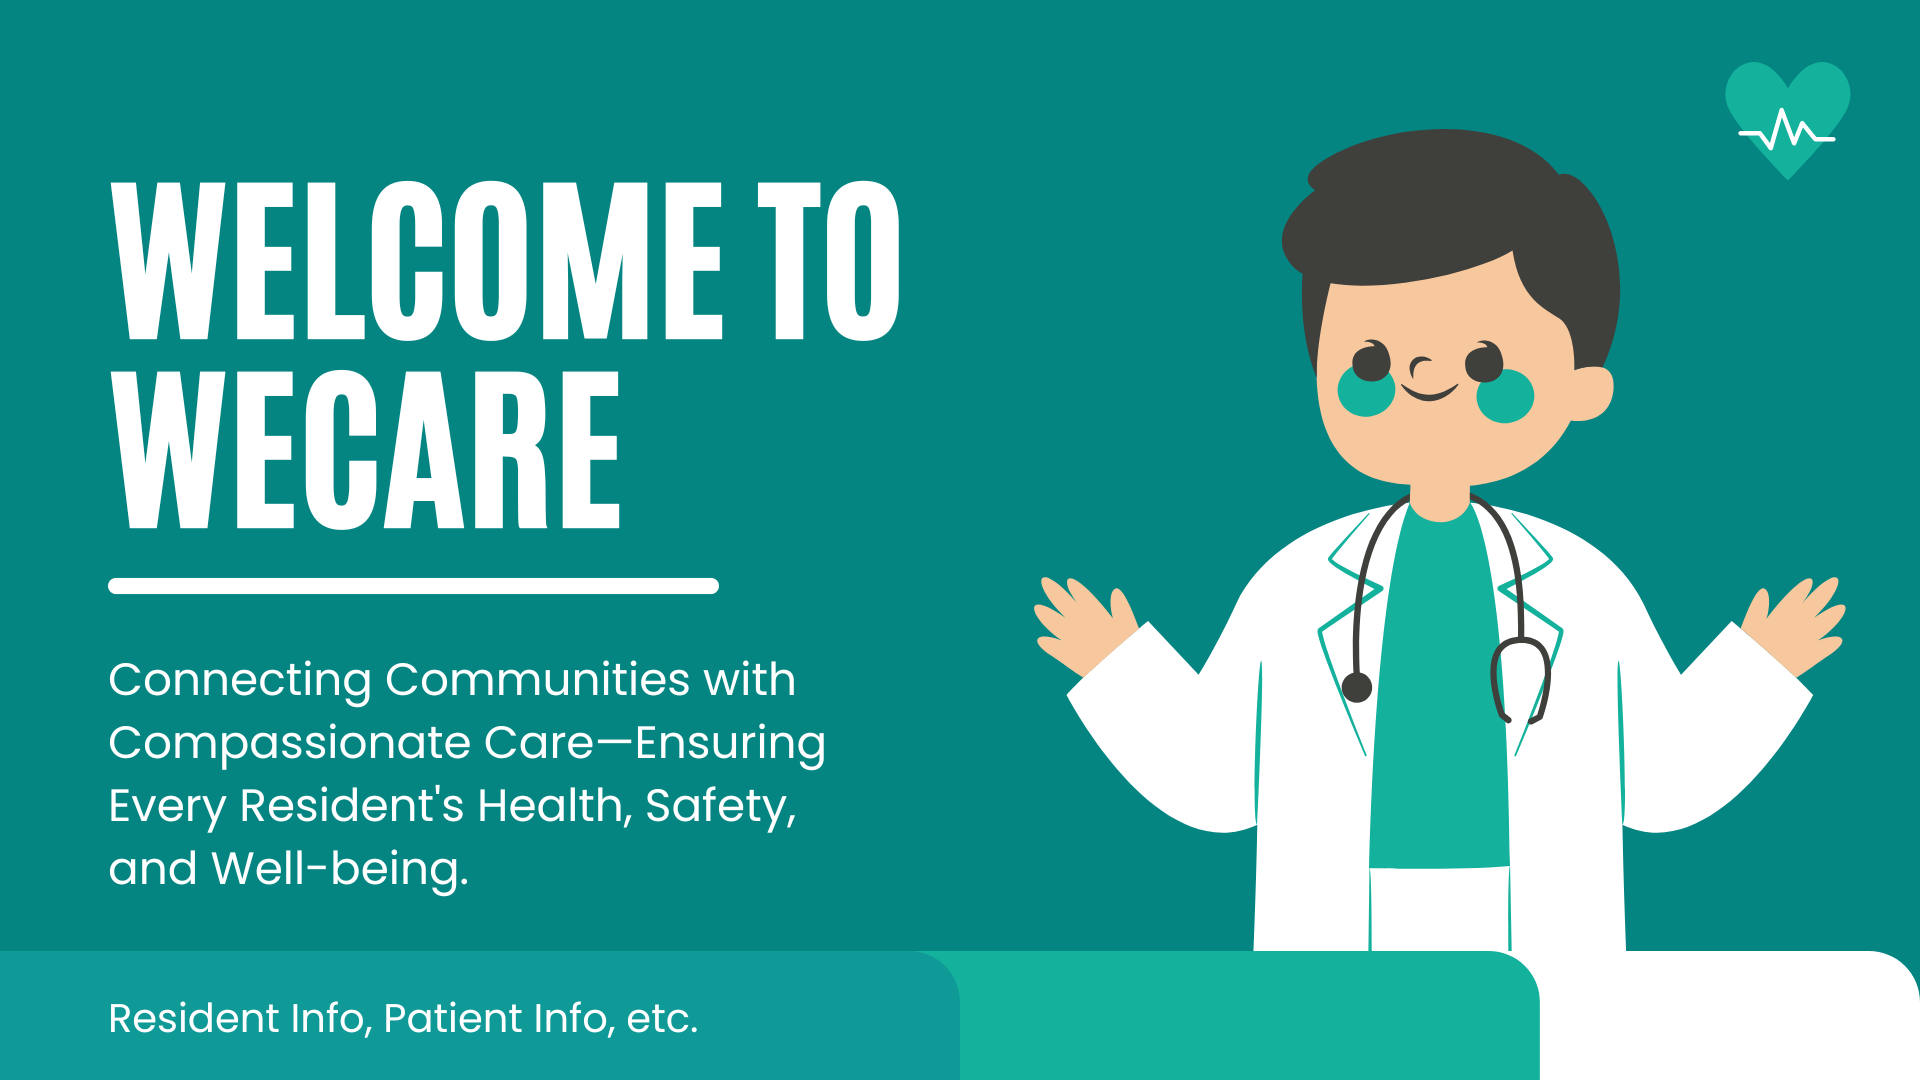 WELCOME TO
WECARE
Connecting Communities with
Compassionate Care—Ensuring
Every Resident's Health, Safety,
and Well-being.
Resident Info, Patient Info, etc.